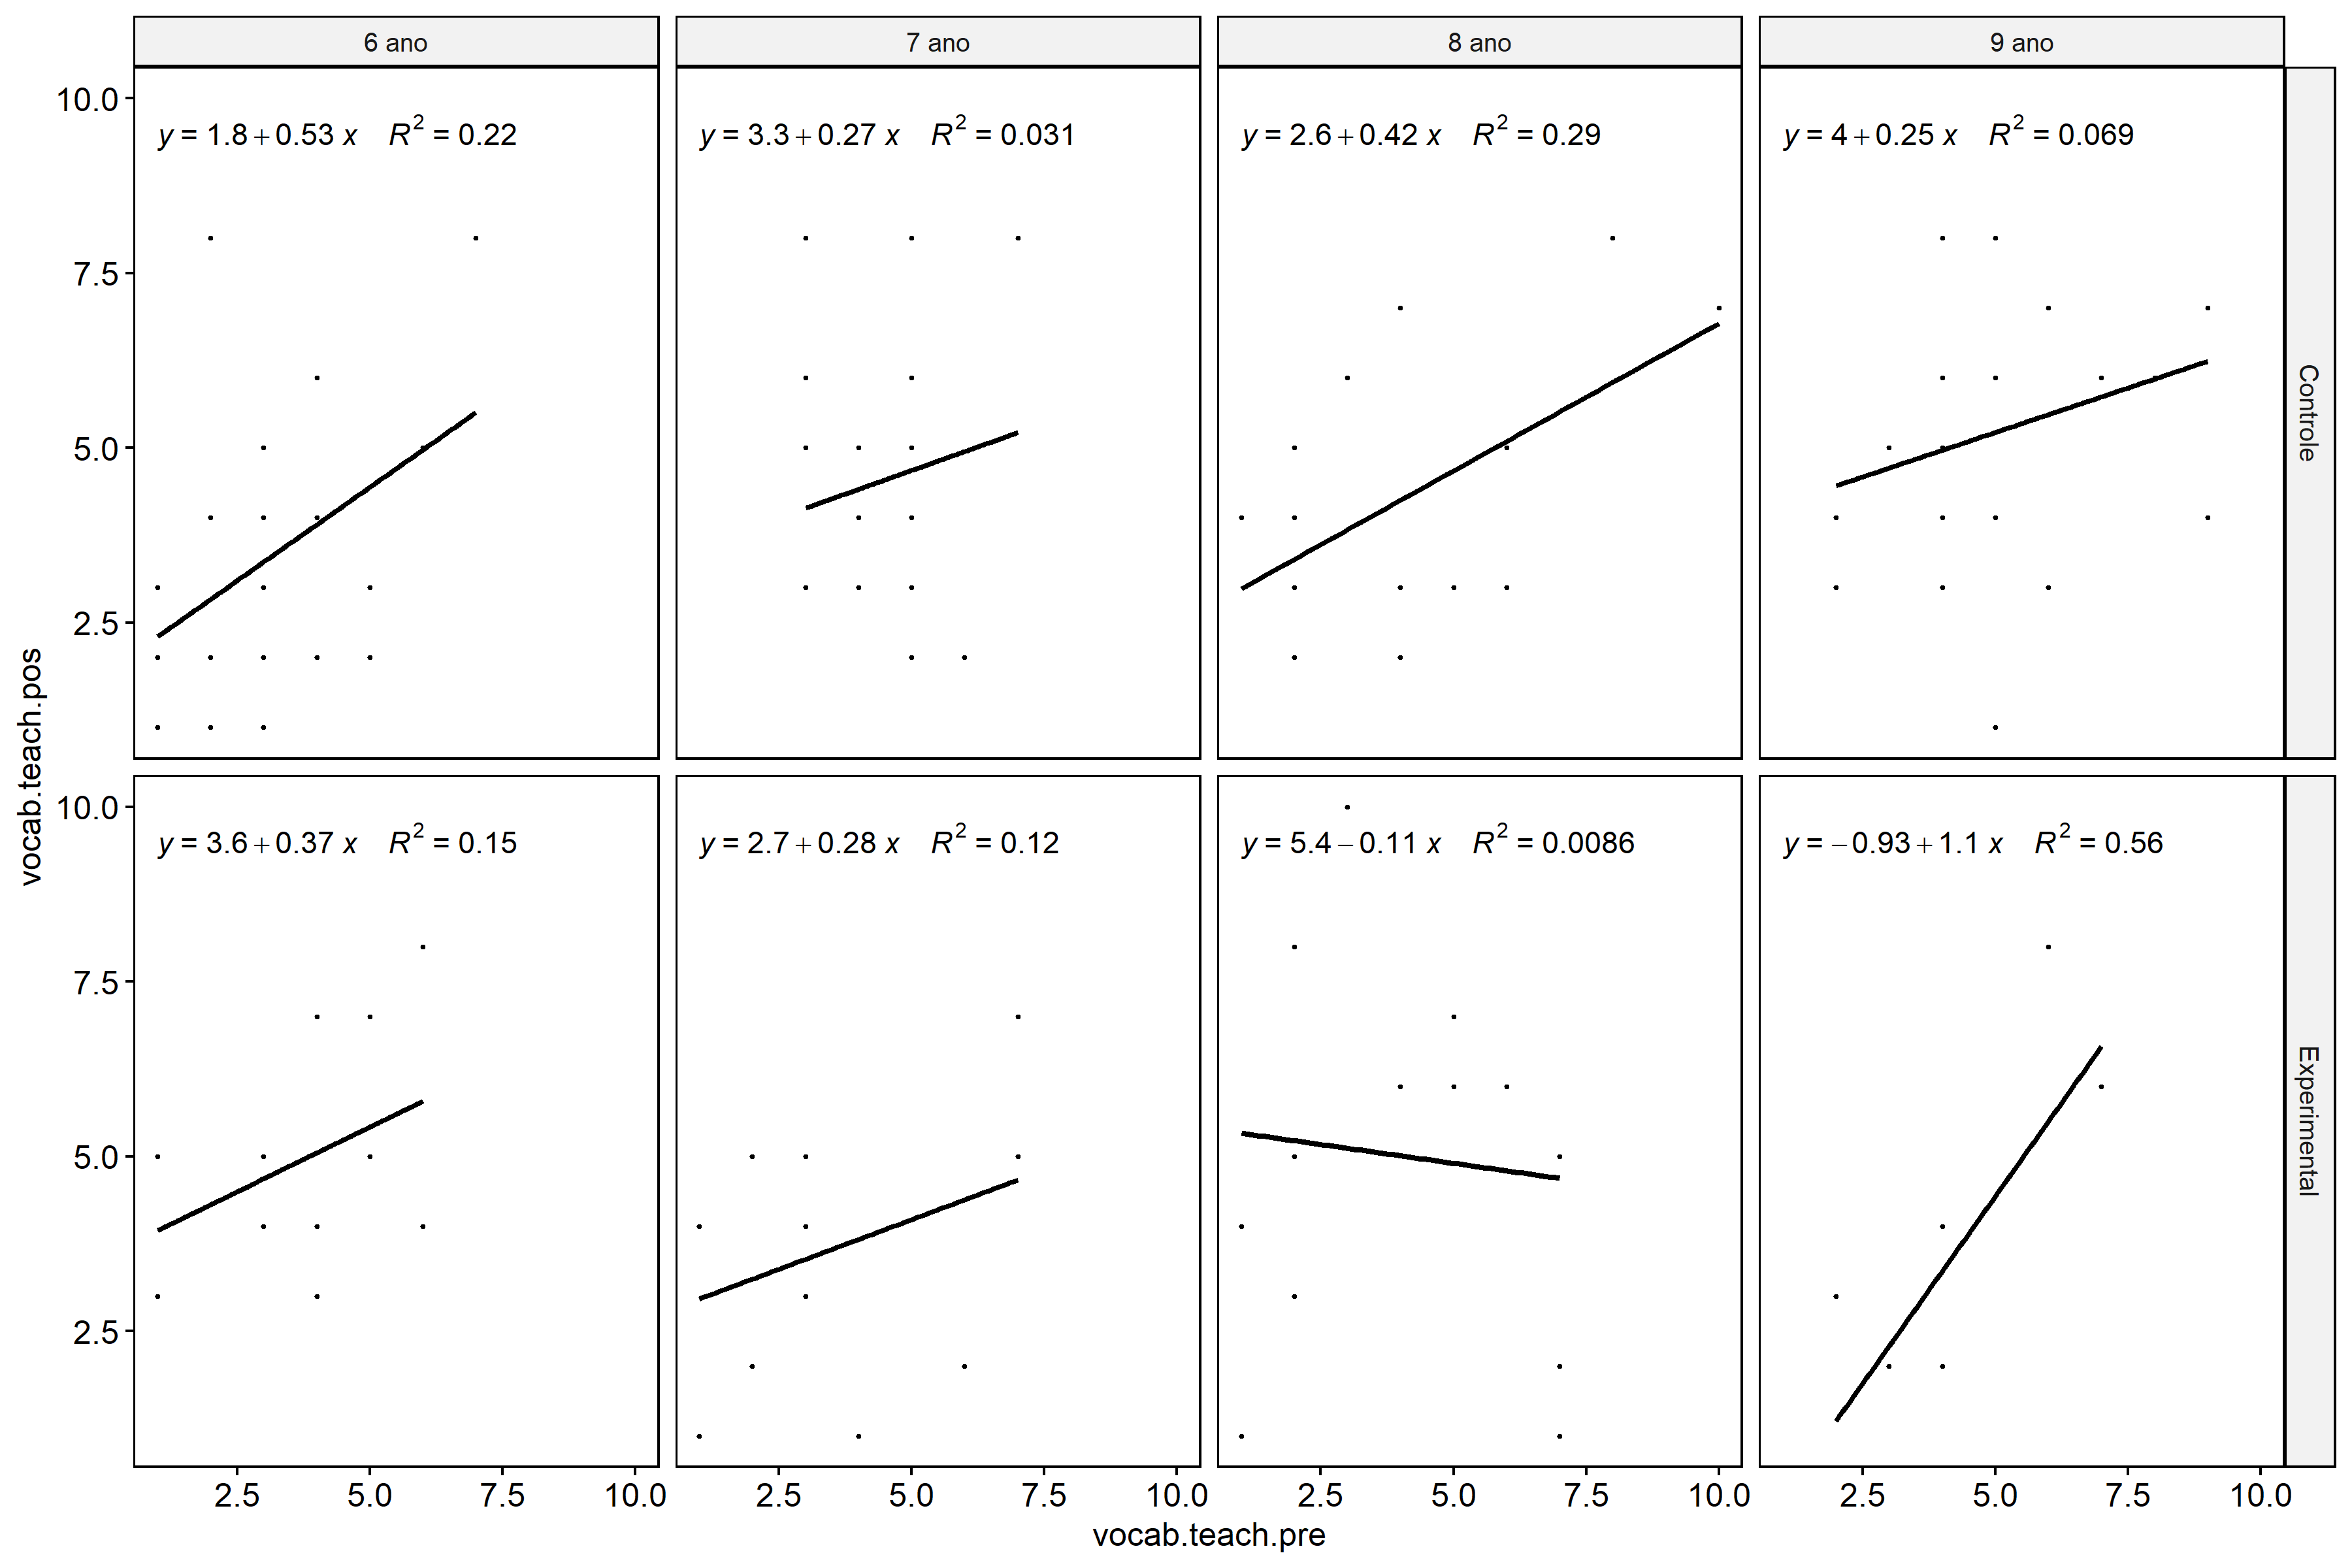 6 ano 7 ano 8 ano 9 ano
y = 1.8 + 0.53 x R² = 0.22
y = 3.3 + 0.27 x R² = 0.031
y = 2.6 + 0.42 x R² = 0.29
y = 4 + 0.25 x R² = 0.069
10.0
7.5
5.0
2.5
Controle
vocab.teach.pos
y = 3.6 + 0.37 x R² = 0.15
y = 2.7 + 0.28 x R² = 0.12
y = 5.4 − 0.11 x R² = 0.0086
y = −0.93 + 1.1 x R² = 0.56
10.0
7.5
5.0
2.5
Experimental
2.5 5.0 7.5 10.0 2.5 5.0 7.5 10.0 2.5 5.0 7.5 10.0 2.5 5.0 7.5 10.0
vocab.teach.pre